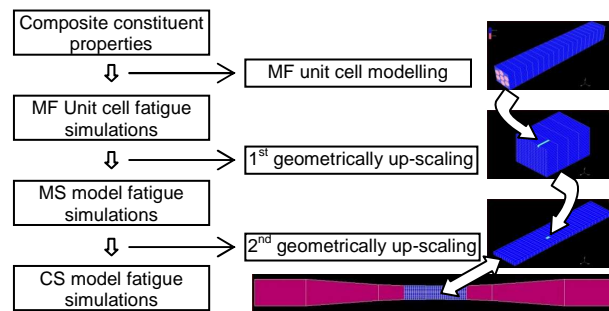 Composite constituent
properties
MF unit cell modelling
MF Unit cell fatigue
simulations
1st geometrically up-scaling
MS model fatigue
simulations
2nd geometrically up-scaling
CS model fatigue
simulations